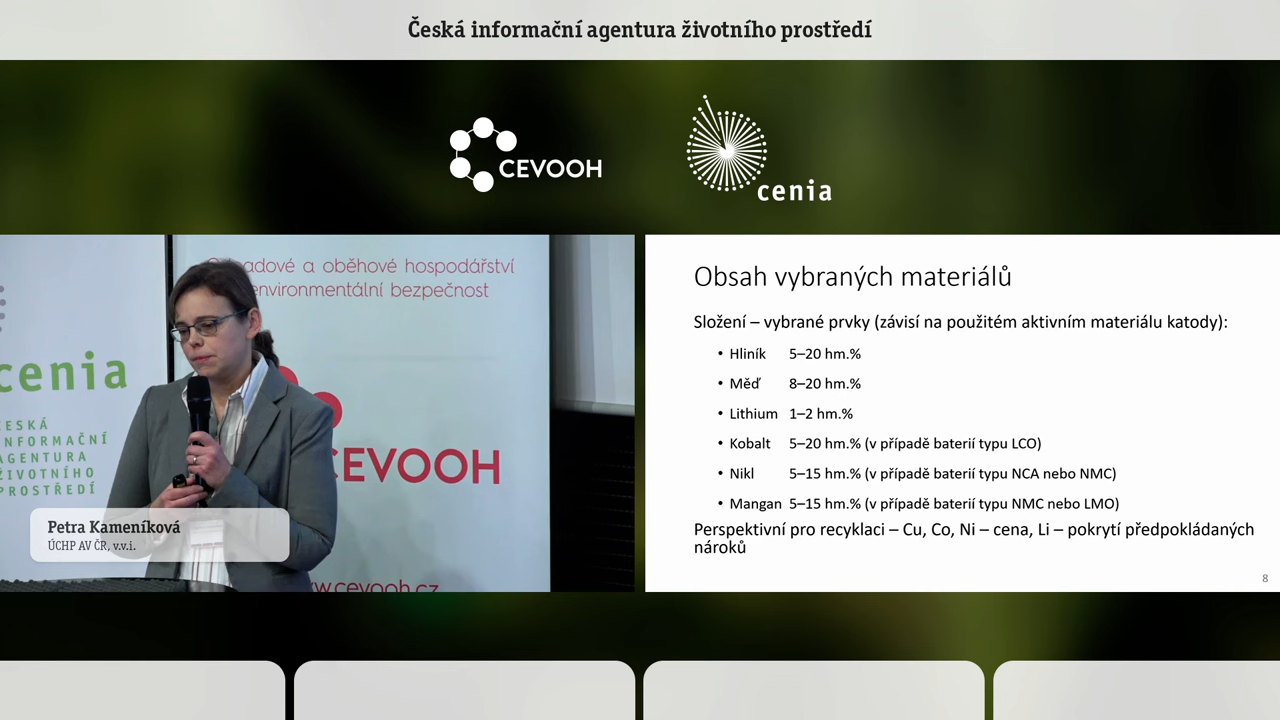 Česká informační agentura životního prostředí
CEVOOH
cenia
adové a oběhové hospodářství
environmentální bezpečnost
cenia
ČESKÁ
INFORMAČNÍ
AGENTURA
ŽIVOTNÍHO
PROSTŘEDÍ
CEVOOH
www.cevooh.cz
Petra Kameníková
ÚCHP AV ČR, v.v.i.
Obsah vybraných materiálů
Složení – vybrané prvky (závisí na použitém aktivním materiálu katody):
• Hliník 5–20 hm.%
• Měď 8–20 hm.%
• Lithium 1–2 hm.%
• Kobalt 5–20 hm.% (v případě baterií typu LCO)
• Nikl 5–15 hm.% (v případě baterií typu NCA nebo NMC)
• Mangan 5–15 hm.% (v případě baterií typu NMC nebo LMO)
Perspektivní pro recyklaci – Cu, Co, Ni – cena, Li – pokrytí předpokládaných
nároků
8